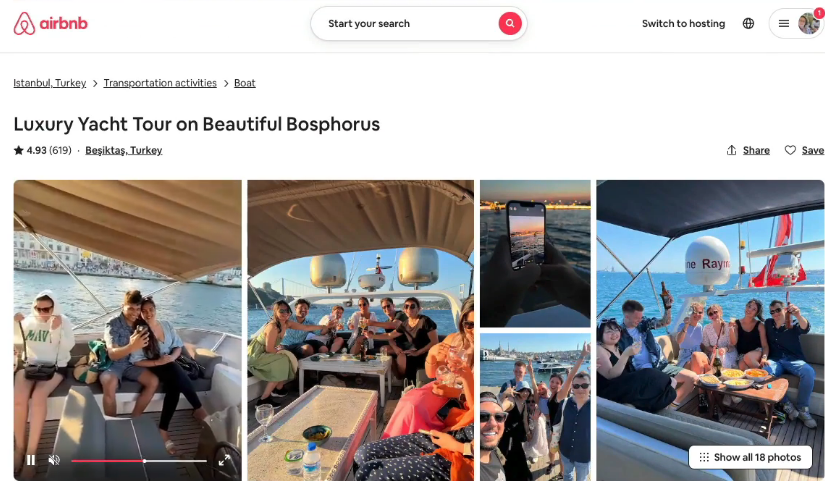 airbnb
Start your search
Switch to hosting
1
Istanbul, Turkey > Transportation activities > Boat
Luxury Yacht Tour on Beautiful Bosphorus
★ 4.93 (619) · Beşiktaş, Turkey
Share
Save
MAVI
ne Raym
Show all 18 photos